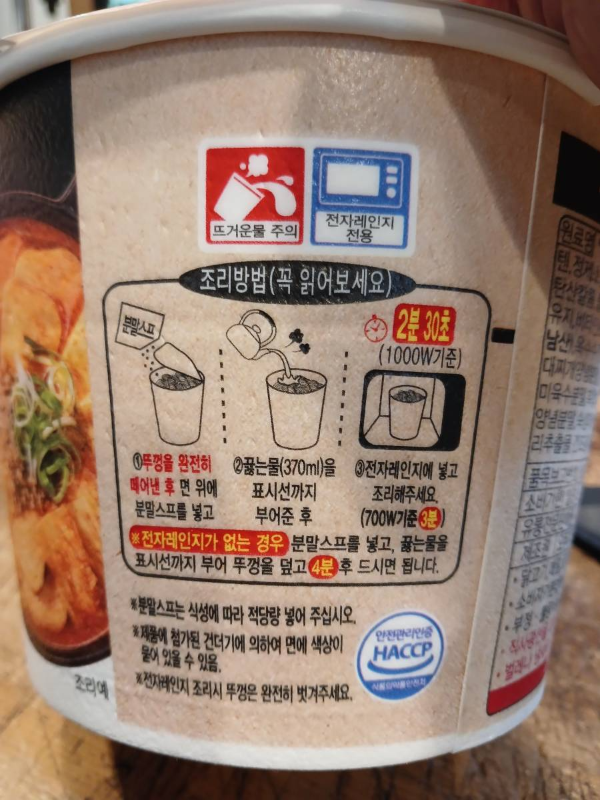 뜨거운물 주의
전자레인지
전용
조리방법(꼭 읽어보세요)
분말스프
2분 30초
(1000W기준)
①뚜껑을 완전히
떼어낸 후 면 위에
분말스프를 넣고
②끓는물(370ml)을
표시선까지
부어준 후
③전자레인지에 넣고
조리해주세요.
(700W기준 3분)
※전자레인지가 없는 경우 분말스프를 넣고, 끓는물을
표시선까지 부어 뚜껑을 덮고 4분 후 드시면 됩니다.
※분말스프는 식성에 따라 적당량 넣어 주십시오.
※제품에 첨가된 건더기에 의하여 면에 색상이
묻어 있을 수 있음.
※전자레인지 조리시 뚜껑은 완전히 벗겨주세요.
안전관리인증
HACCP
식품의약품안전처
조리예
원료명